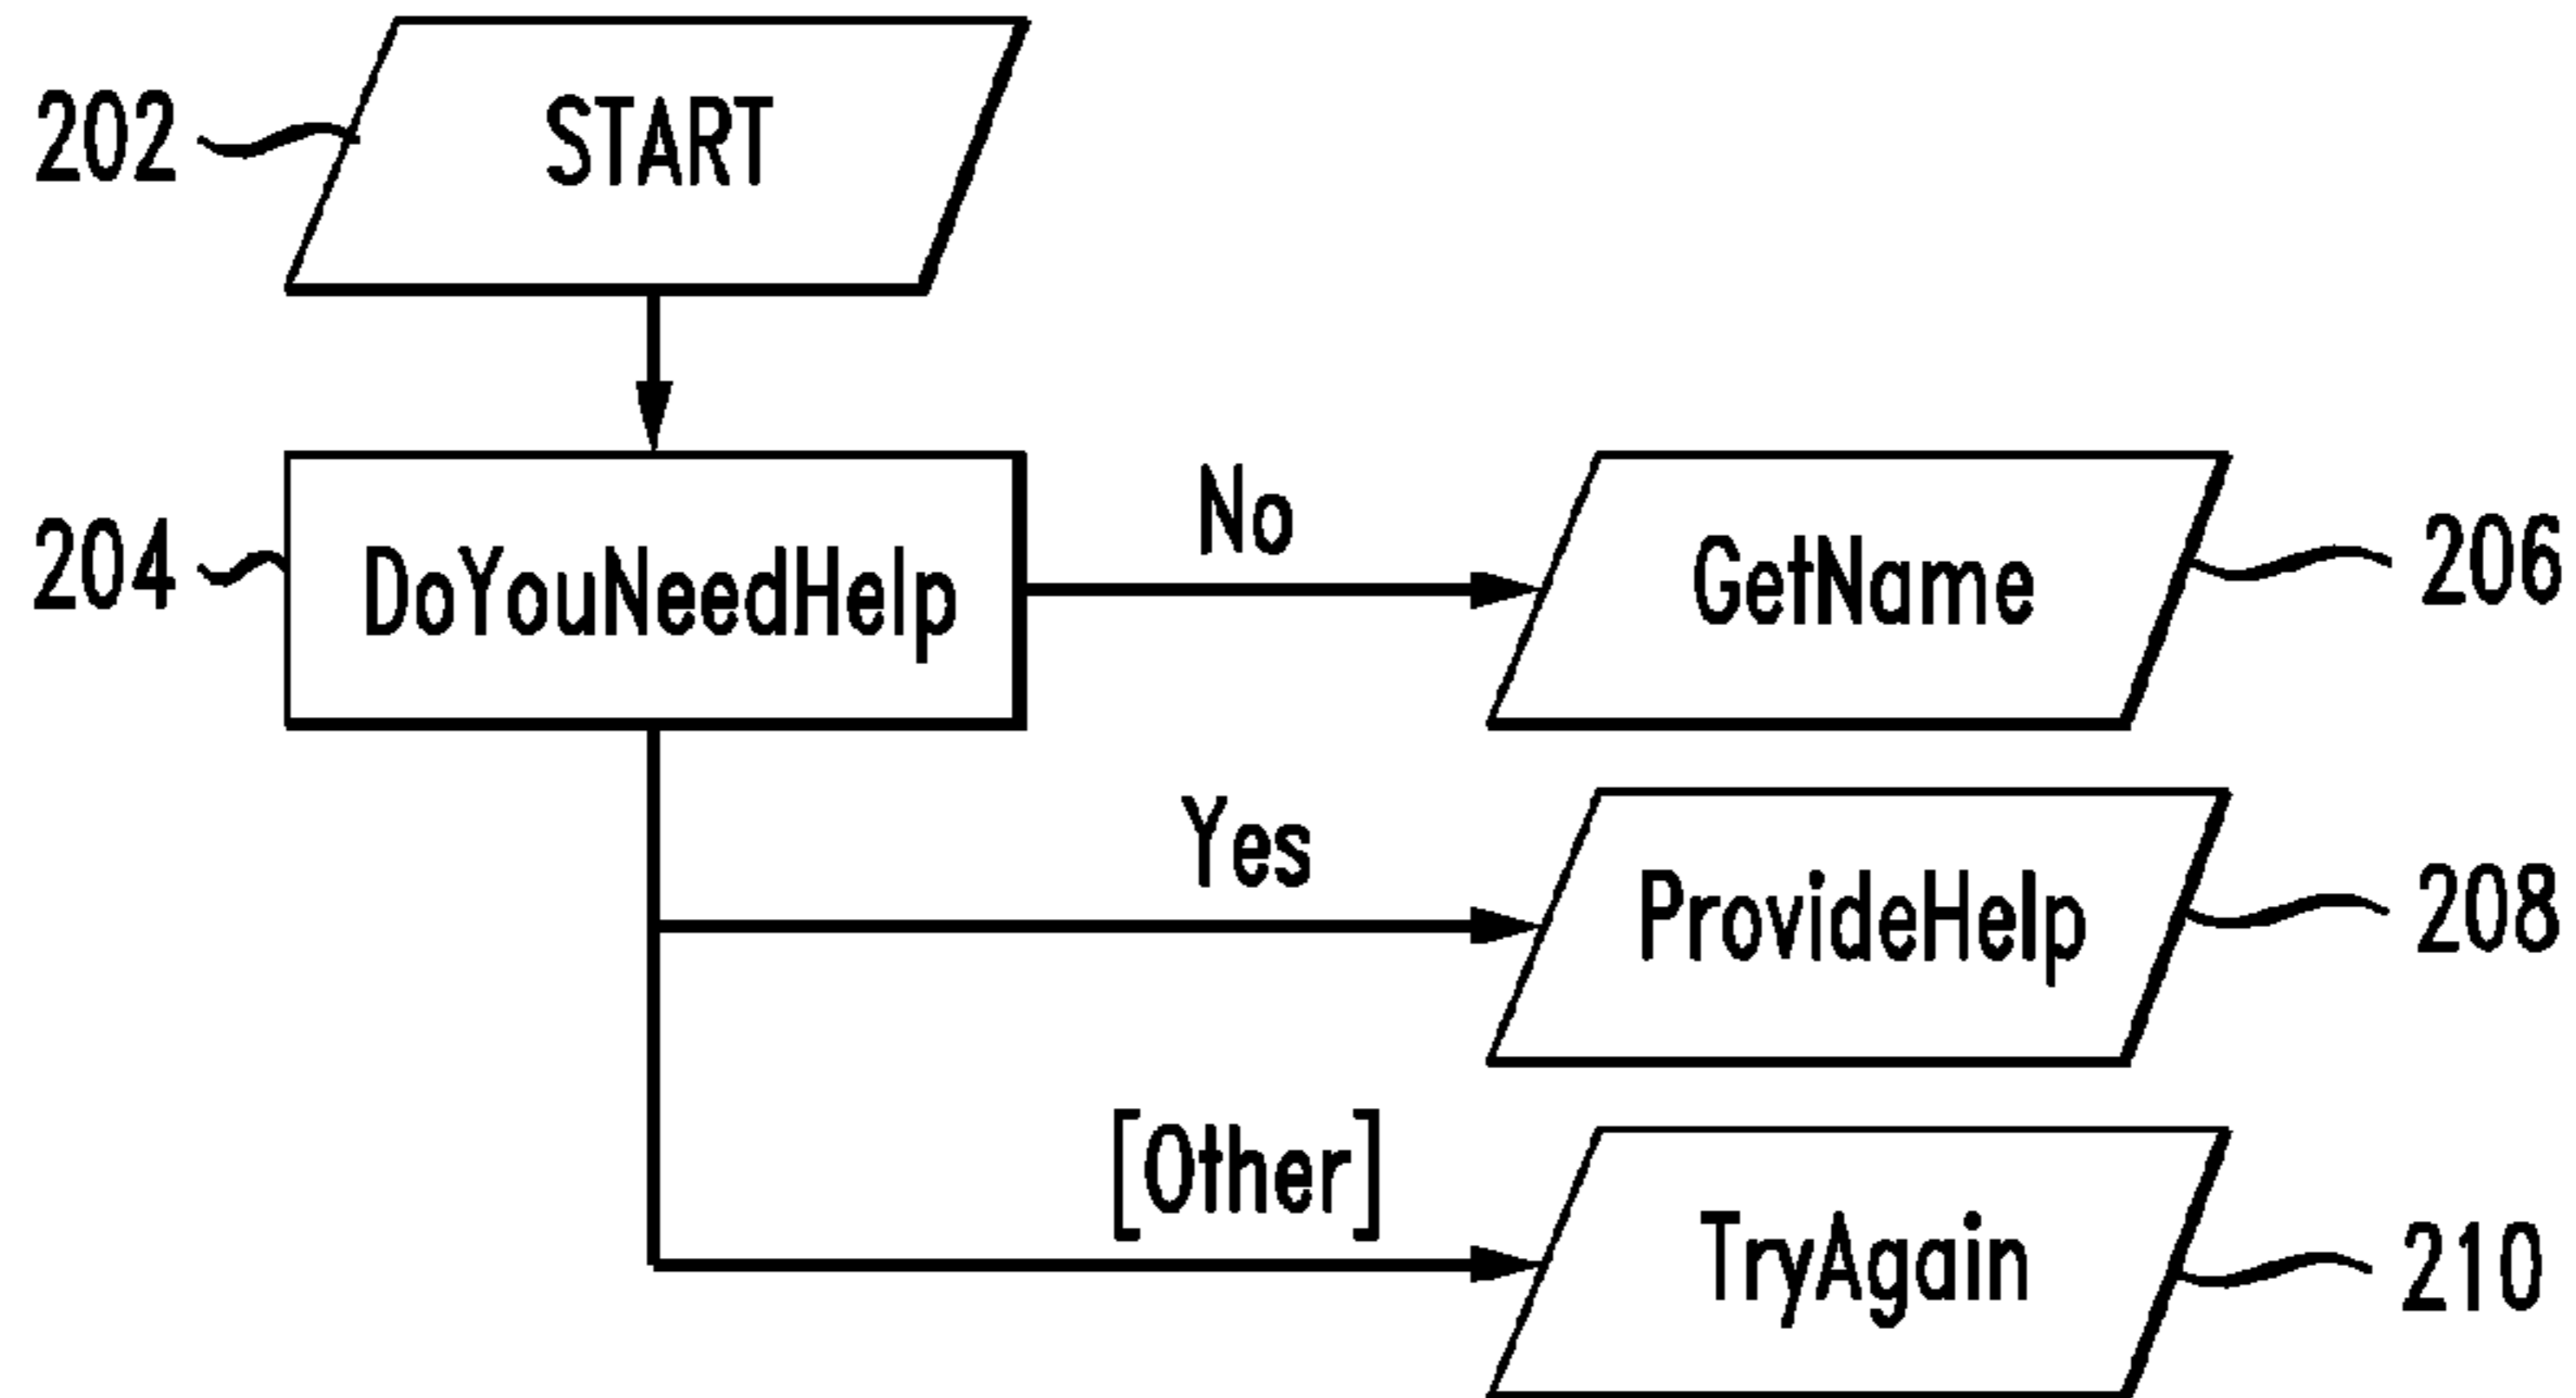 202 START
No
204 DoYouNeedHelp GetName 206
Yes
ProvideHelp 208
[Other]
TryAgain 210